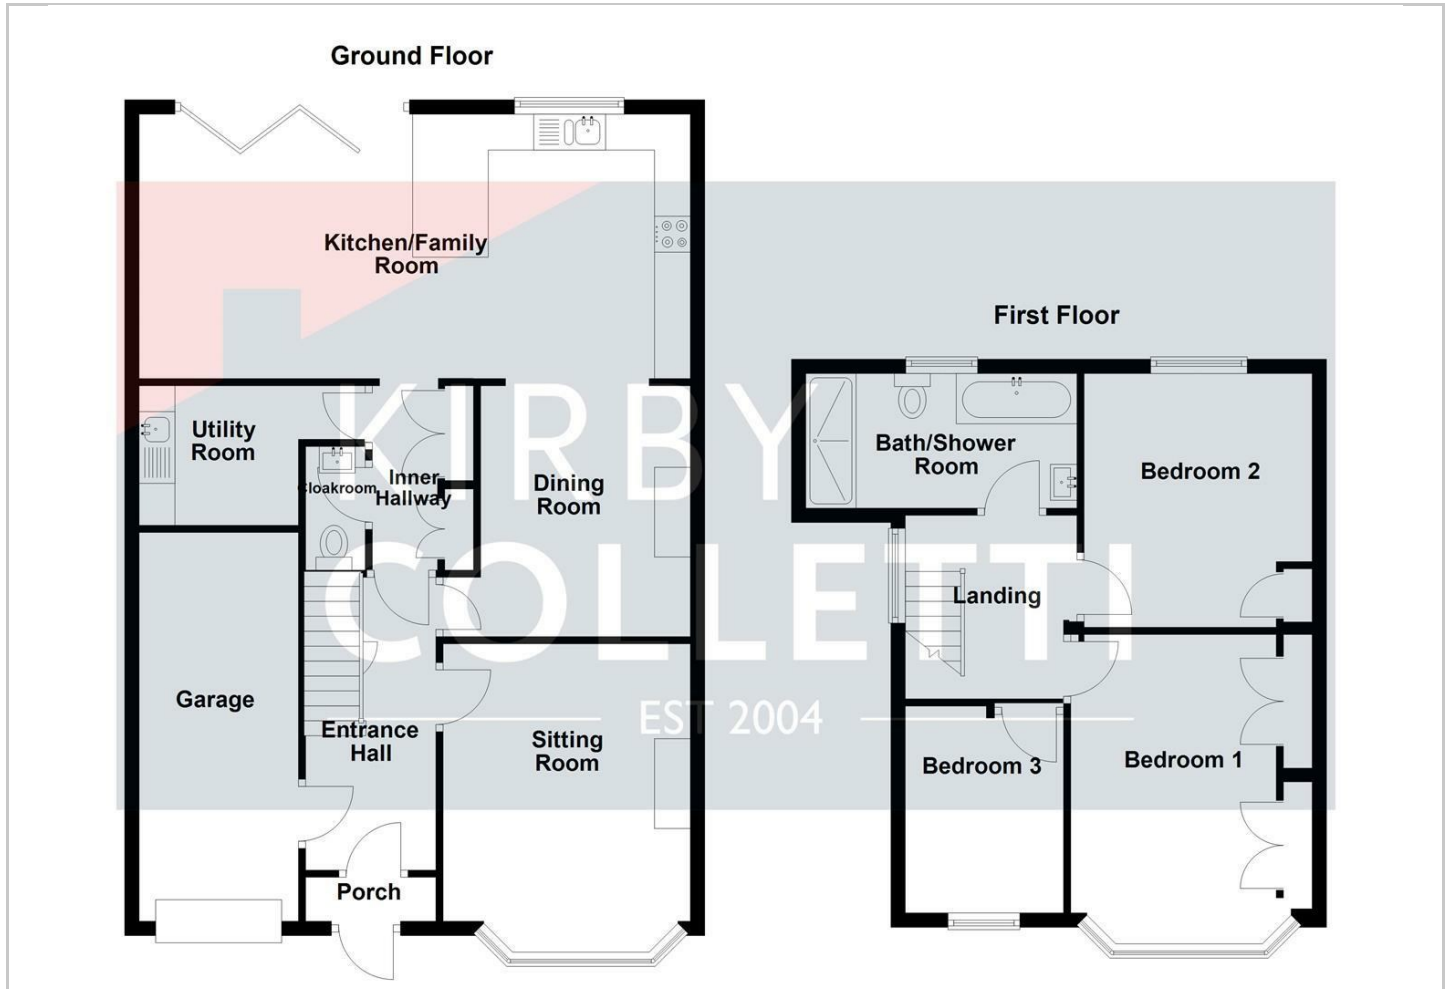 Ground Floor
Kitchen/Family
Room
Utility
Room
Cloakroom
Inner
Hallway
Dining
Room
Garage
Entrance
Hall
Sitting
Room
Porch
First Floor
Bath/Shower
Room
Bedroom 2
Landing
Bedroom 3
Bedroom 1
KIRBY
COLLETTI
EST 2004